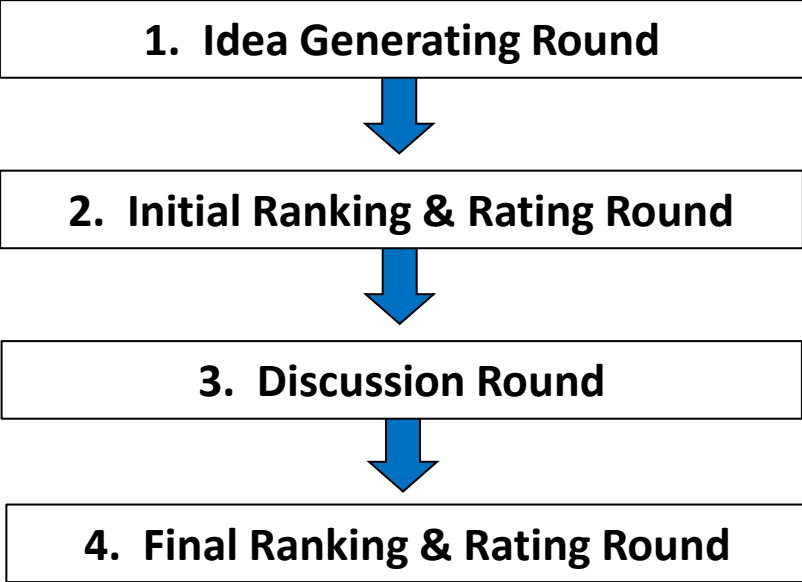 1. Idea Generating Round
2. Initial Ranking & Rating Round
3. Discussion Round
4. Final Ranking & Rating Round